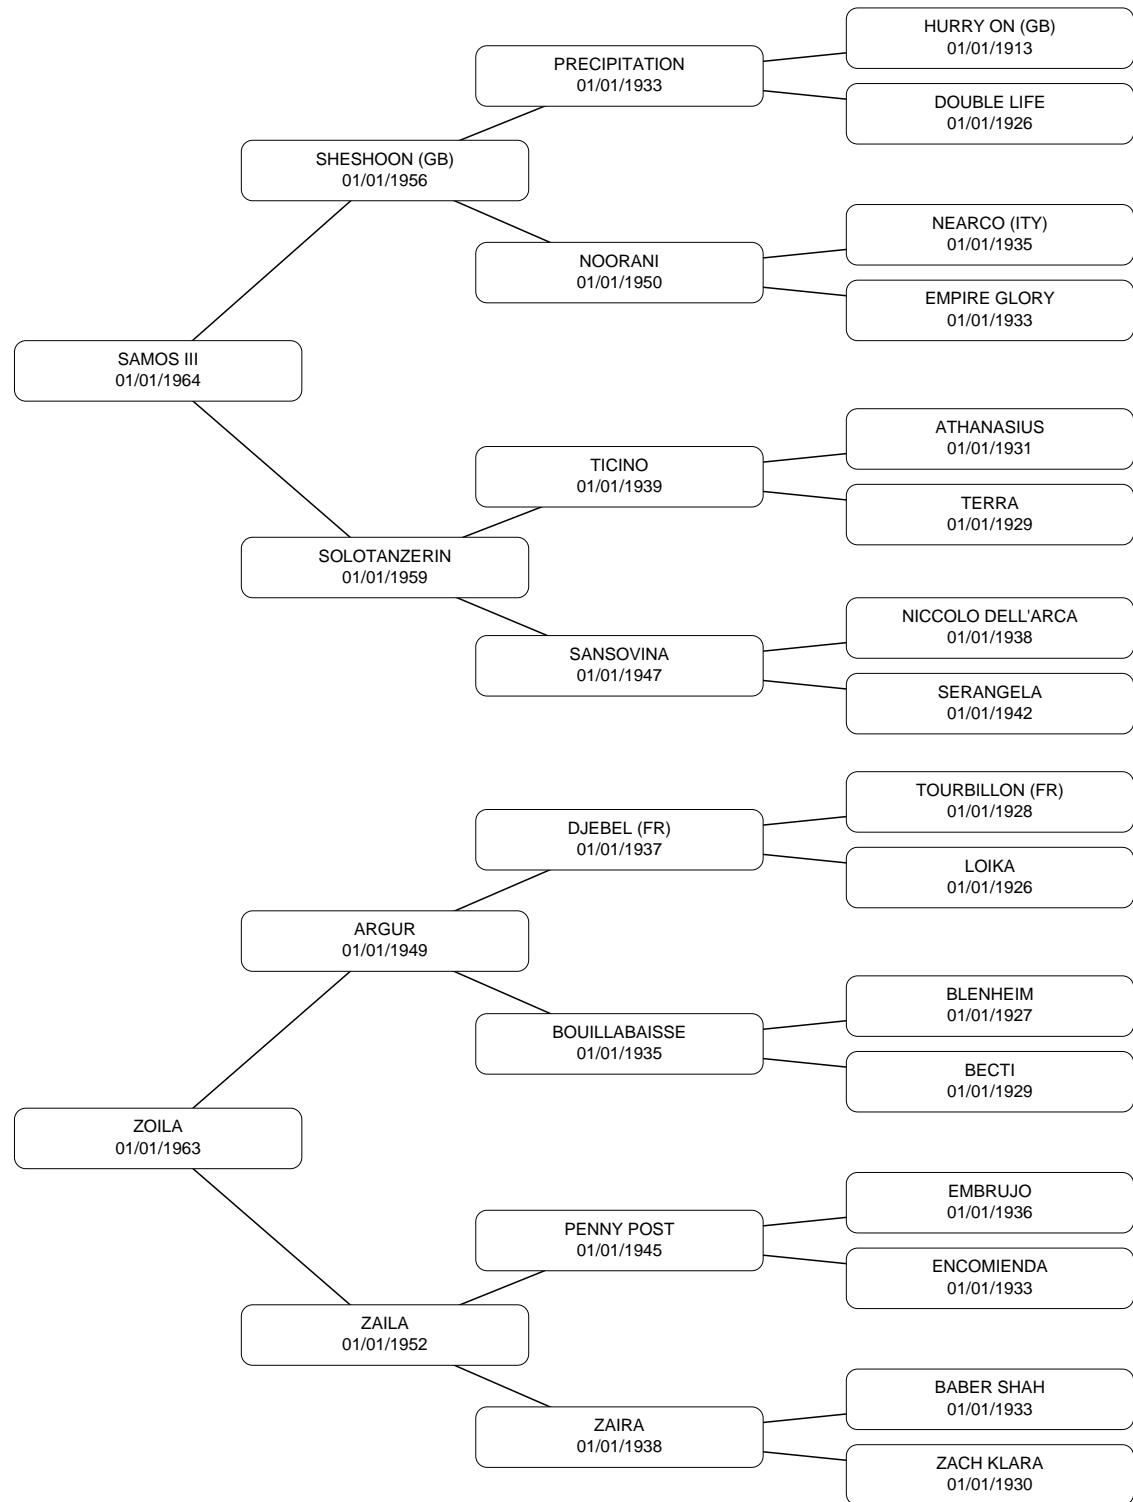 HURRY ON (GB)
01/01/1913
PRECIPITATION
01/01/1933
DOUBLE LIFE
01/01/1926
SHESHOON (GB)
01/01/1956
NEARCO (ITY)
01/01/1935
NOORANI
01/01/1950
EMPIRE GLORY
01/01/1933
SAMOS III
01/01/1964
ATHANASIUS
01/01/1931
TICINO
01/01/1939
TERRA
01/01/1929
SOLOTANZERIN
01/01/1959
NICCOLO DELL'ARCA
01/01/1938
SANSOVINA
01/01/1947
SERANGELA
01/01/1942
TOURBILLON (FR)
01/01/1928
DJEBEL (FR)
01/01/1937
LOIKA
01/01/1926
ARGUR
01/01/1949
BLENHEIM
01/01/1927
BOUILLABAISSE
01/01/1935
BECTI
01/01/1929
ZOILA
01/01/1963
EMBRUJO
01/01/1936
PENNY POST
01/01/1945
ENCOMIENDA
01/01/1933
ZAILA
01/01/1952
BABER SHAH
01/01/1933
ZAIRA
01/01/1938
ZACH KLARA
01/01/1930